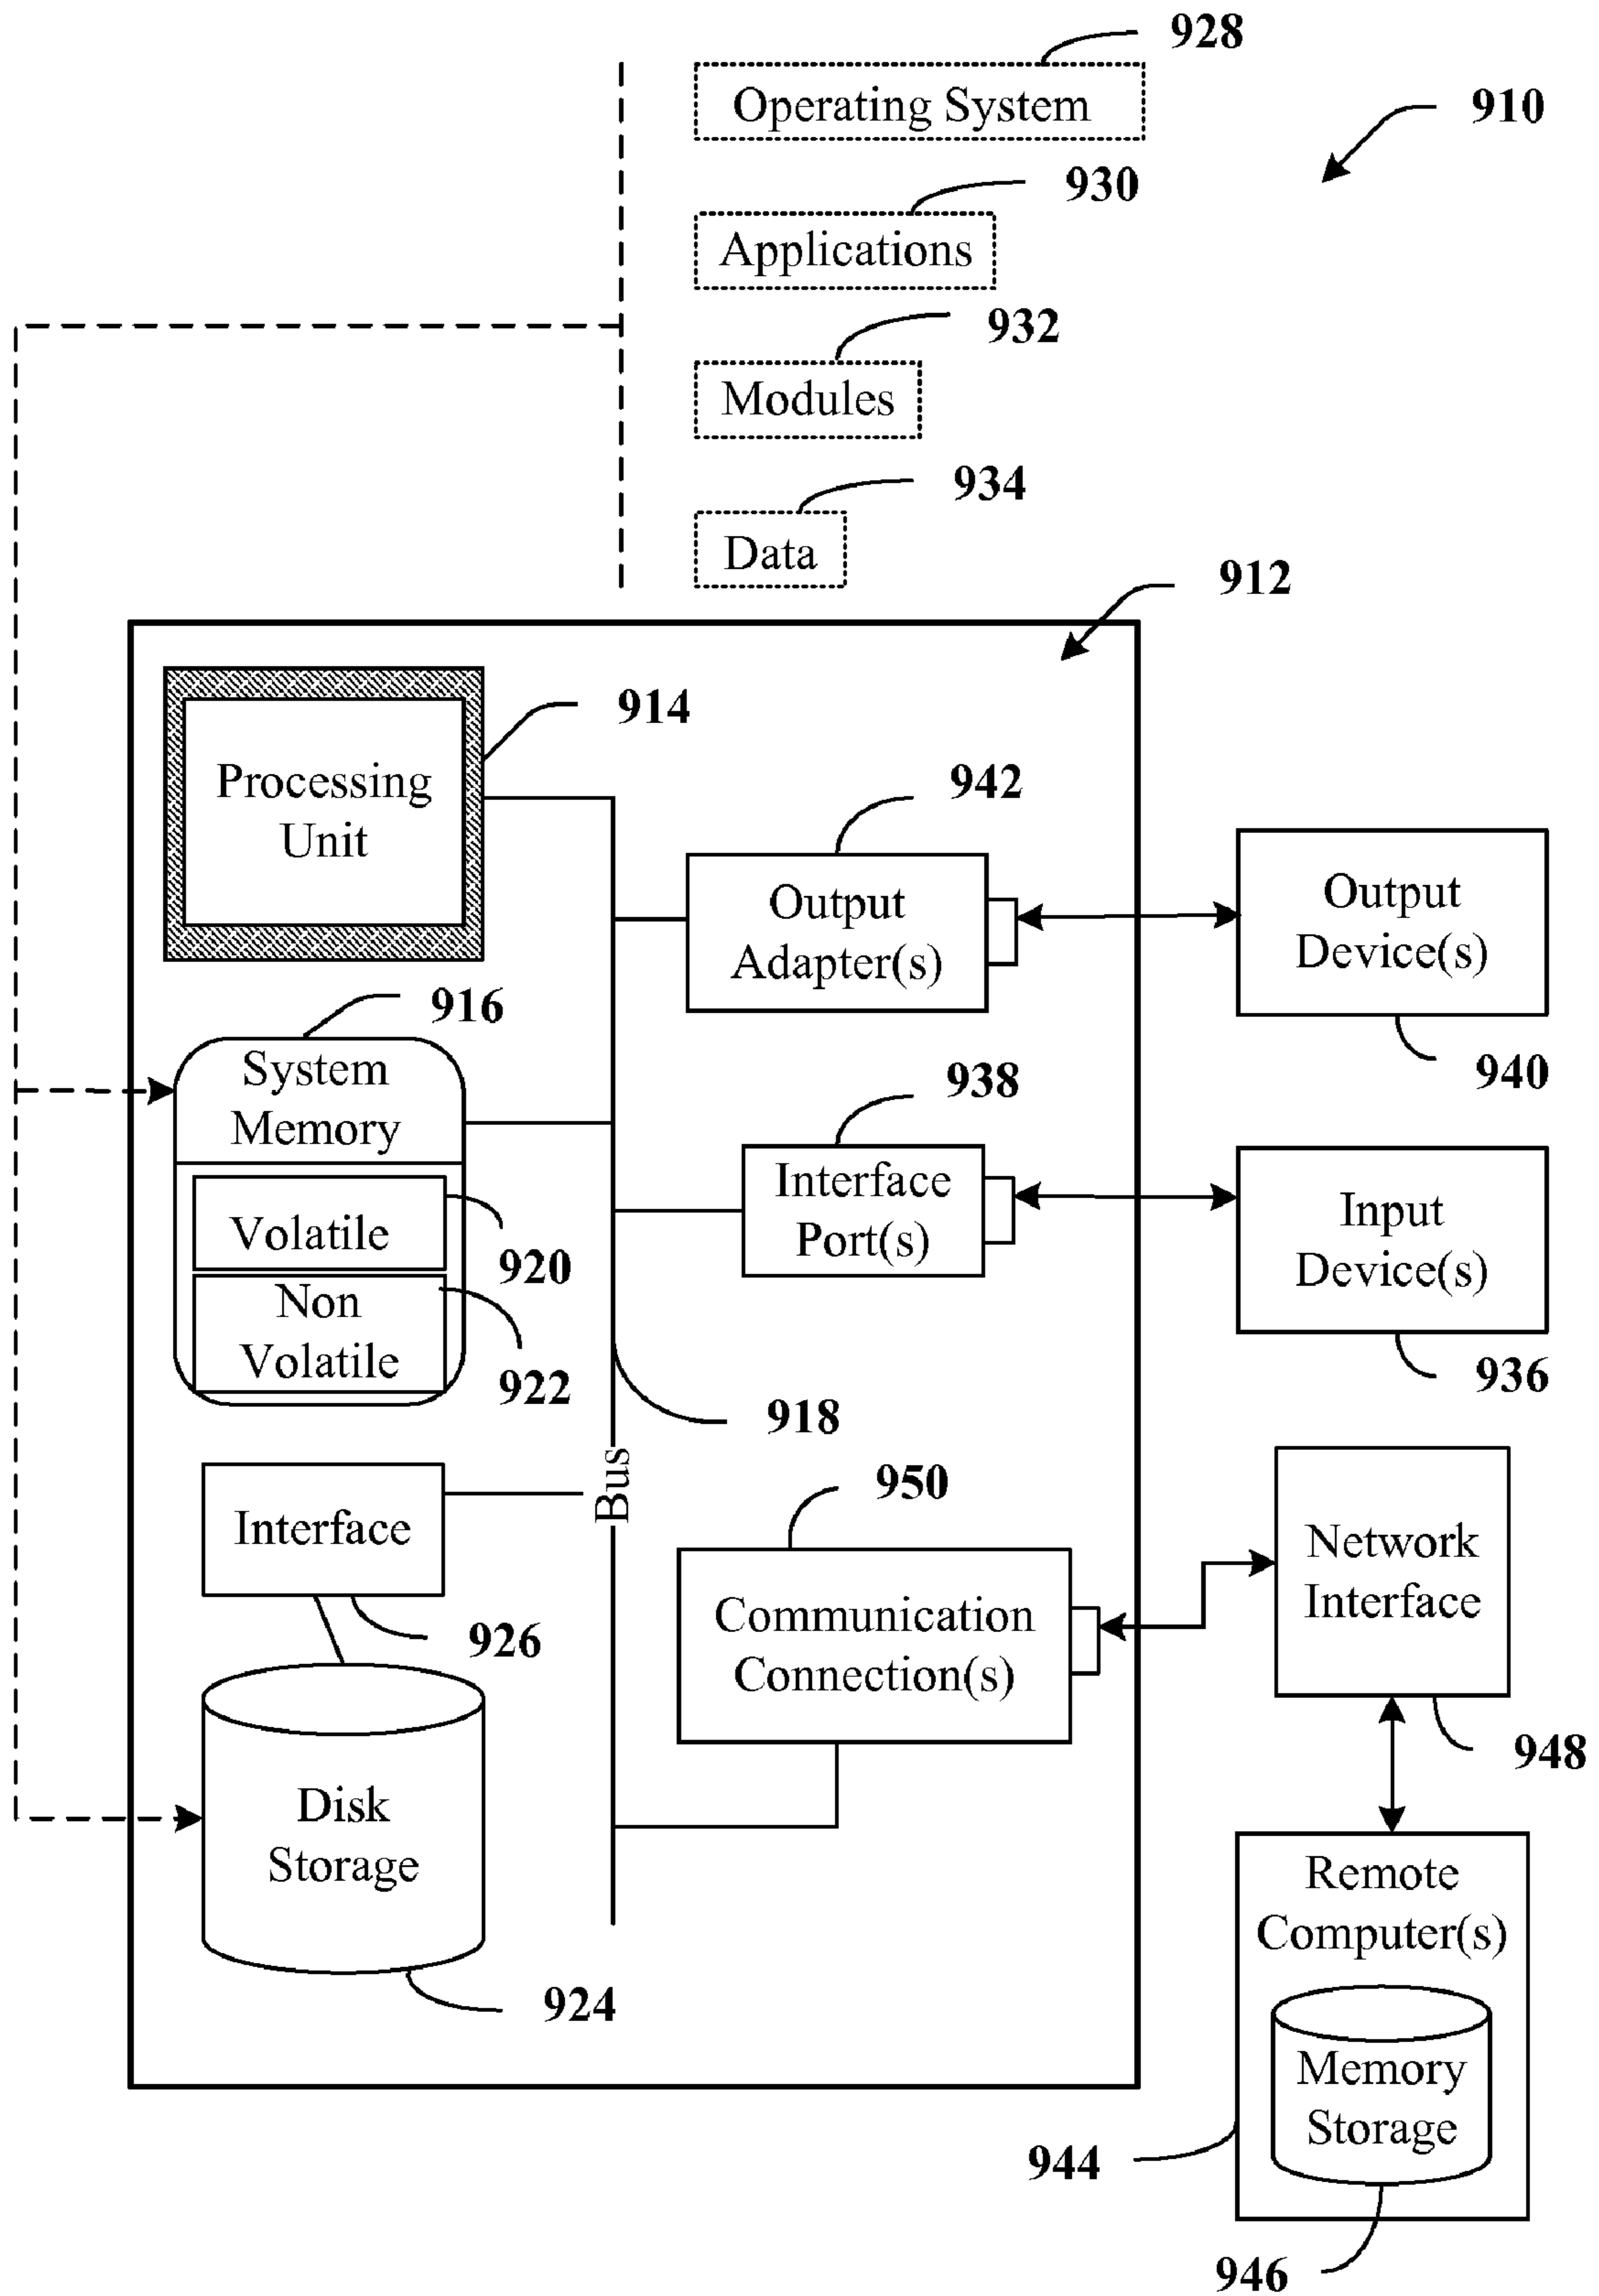 928
Operating System
910
930
Applications
932
Modules
934
Data
912
914
Processing
Unit
942
Output
Adapter(s)
Output
Device(s)
940
916
System
Memory
938
Interface
Port(s)
Input
Device(s)
936
Volatile
920
Non
Volatile
922
918
Bus
950
Interface
926
Communication
Connection(s)
Network
Interface
948
Disk
Storage
924
Remote
Computer(s)
Memory
Storage
944
946